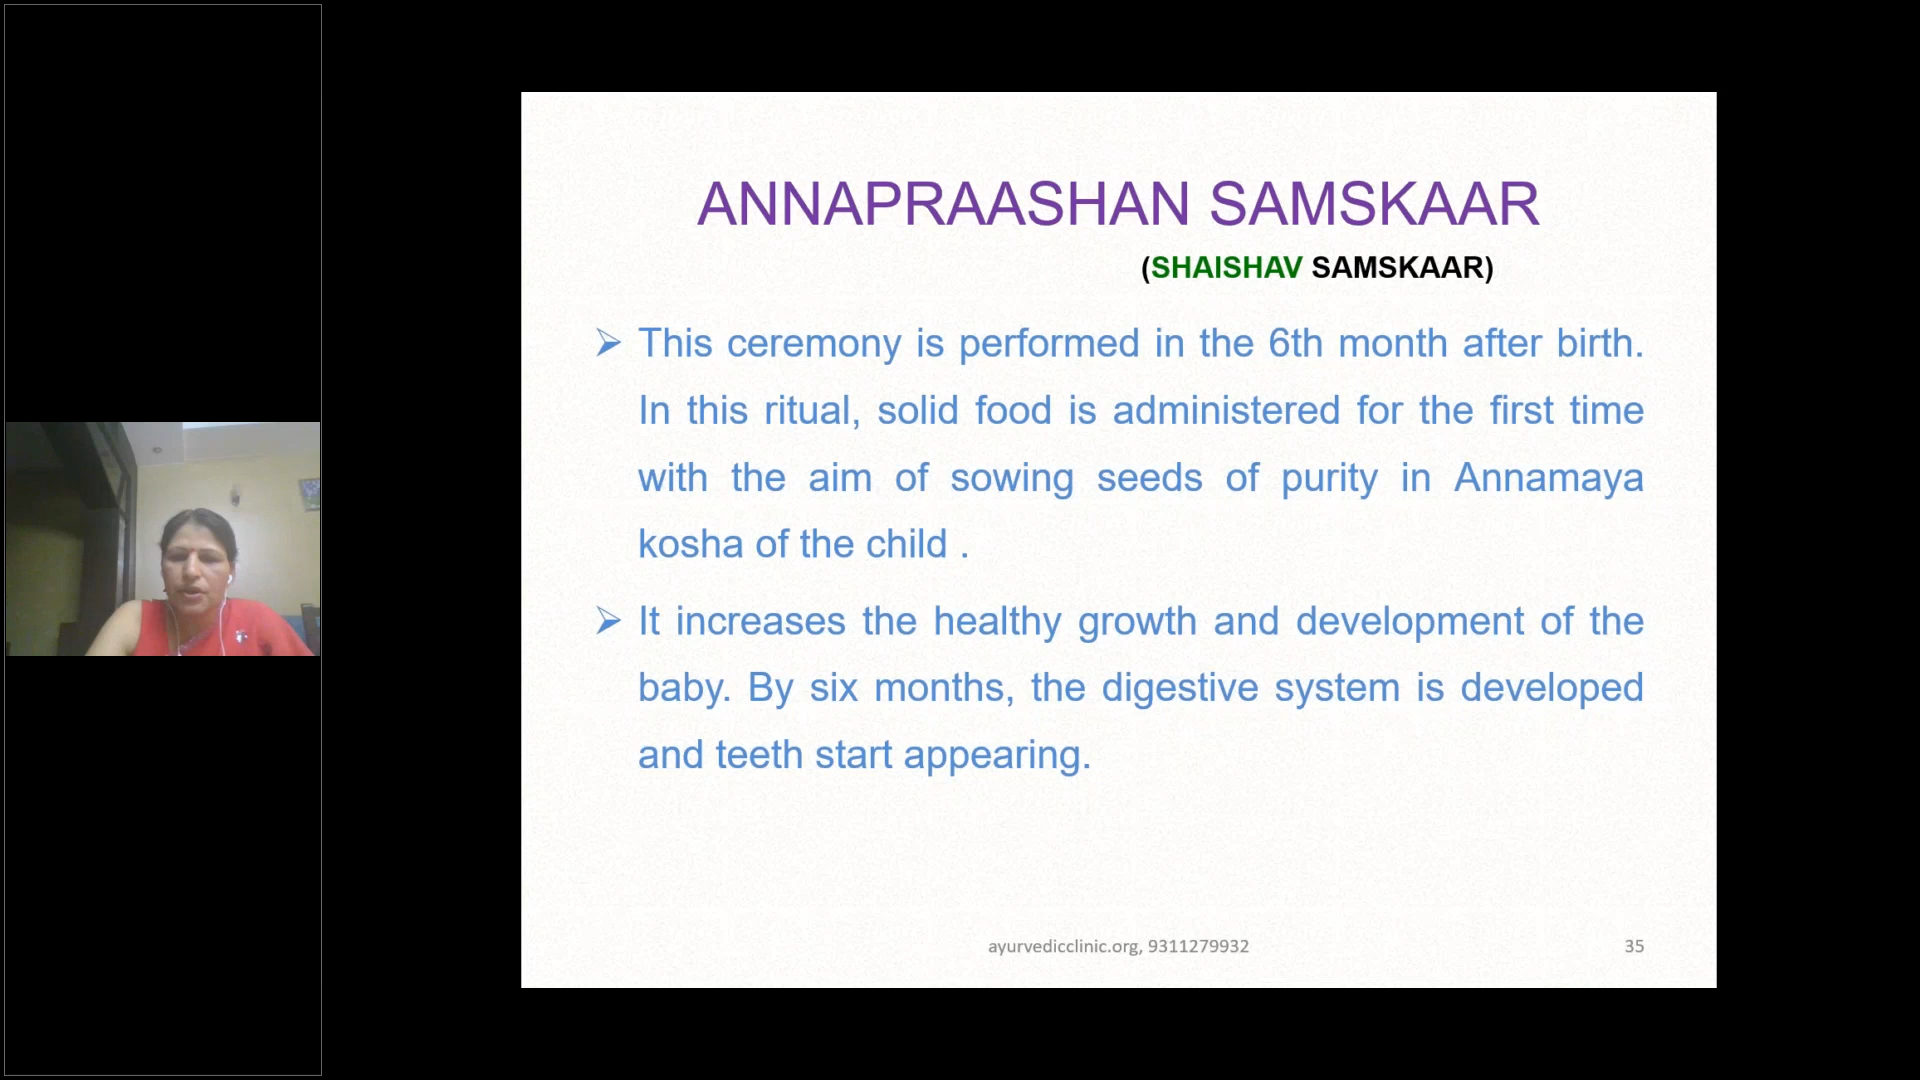 ANNAPRAASHAN SAMSKAAR
(SHAISHAV SAMSKAAR)
➢ This ceremony is performed in the 6th month after birth.
In this ritual, solid food is administered for the first time
with the aim of sowing seeds of purity in Annamaya
kosha of the child .
➢ It increases the healthy growth and development of the
baby. By six months, the digestive system is developed
and teeth start appearing.
ayurvedicclinic.org, 9311279932
35